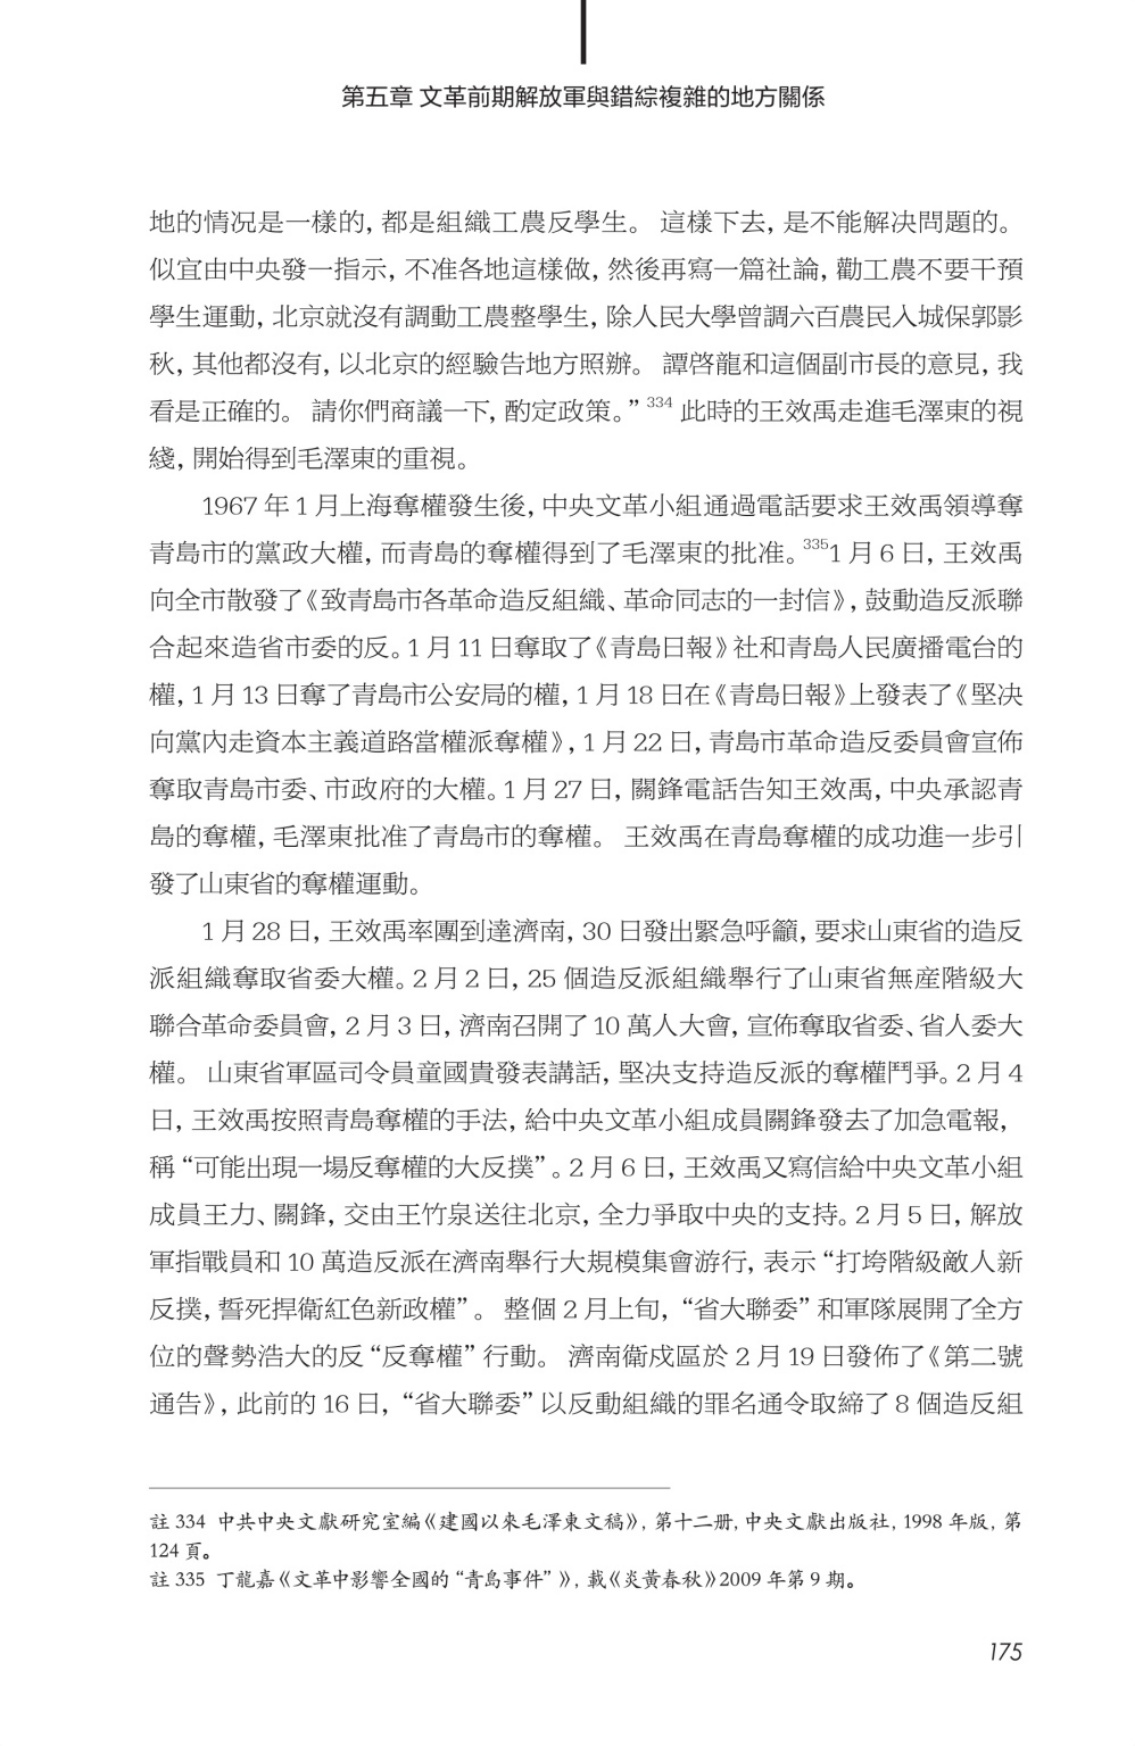 第五章 文革前期解放軍與錯綜複雜的地方關係
地的情况是一樣的, 都是組織工農反學生。 這樣下去, 是不能解决問題的。
似宜由中央發一指示, 不准各地這樣做, 然後再寫一篇社論, 勸工農不要干預
學生運動, 北京就沒有調動工農整學生, 除人民大學曾調六百農民入城保郭影
秋, 其他都沒有, 以北京的經驗告地方照辦。 譚啓龍和這個副市長的意見, 我
看是正確的。 請你們商議一下, 酌定政策。” 334 此時的王效禹走進毛澤東的視
綫, 開始得到毛澤東的重視。
1967 年 1 月上海奪權發生後, 中央文革小組通過電話要求王效禹領導奪
青島市的黨政大權, 而青島的奪權得到了毛澤東的批准。3351 月 6 日, 王效禹
向全市散發了《致青島市各革命造反組織、革命同志的一封信》, 鼓動造反派聯
合起來造省市委的反。1 月 11 日奪取了《青島日報》社和青島人民廣播電台的
權, 1 月 13 日奪了青島市公安局的權, 1 月 18 日在《青島日報》上發表了《堅决
向黨內走資本主義道路當權派奪權》, 1 月 22 日, 青島市革命造反委員會宣佈
奪取青島市委、市政府的大權。1 月 27 日, 關鋒電話告知王效禹, 中央承認青
島的奪權, 毛澤東批准了青島市的奪權。 王效禹在青島奪權的成功進一步引
發了山東省的奪權運動。
1 月 28 日, 王效禹率團到達濟南, 30 日發出緊急呼籲, 要求山東省的造反
派組織奪取省委大權。2 月 2 日, 25 個造反派組織舉行了山東省無産階級大
聯合革命委員會, 2 月 3 日, 濟南召開了 10 萬人大會, 宣佈奪取省委、省人委大
權。 山東省軍區司令員童國貴發表講話, 堅决支持造反派的奪權鬥爭。2 月 4
日, 王效禹按照青島奪權的手法, 給中央文革小組成員關鋒發去了加急電報,
稱 “可能出現一場反奪權的大反撲”。2 月 6 日, 王效禹又寫信給中央文革小組
成員王力、關鋒, 交由王竹泉送往北京, 全力爭取中央的支持。2 月 5 日, 解放
軍指戰員和 10 萬造反派在濟南舉行大規模集會游行, 表示 “打垮階級敵人新
反撲, 誓死捍衛紅色新政權”。 整個 2 月上旬, “省大聯委” 和軍隊展開了全方
位的聲勢浩大的反 “反奪權” 行動。 濟南衛戍區於 2 月 19 日發佈了《第二號
通告》, 此前的 16 日, “省大聯委” 以反動組織的罪名通令取締了 8 個造反組
註 334 中共中央文獻研究室編《建國以來毛澤東文稿》, 第十二册, 中央文獻出版社, 1998 年版, 第
124 頁。
註 335 丁龍嘉《文革中影響全國的 “青島事件” 》, 載《炎黃春秋》2009 年第 9 期。
175